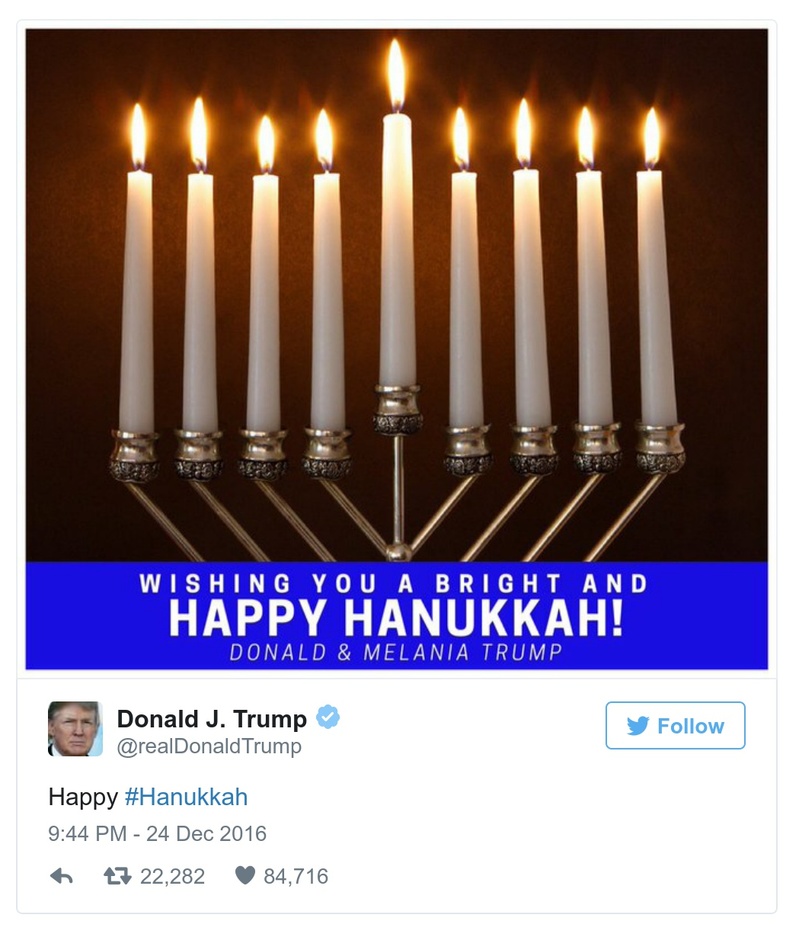 WISHING YOU A BRIGHT AND
HAPPY HANUKKAH!
DONALD & MELANIA TRUMP
Donald J. Trump
@realDonaldTrump
Follow
Happy #Hanukkah
9:44 PM - 24 Dec 2016
22,282 84,716